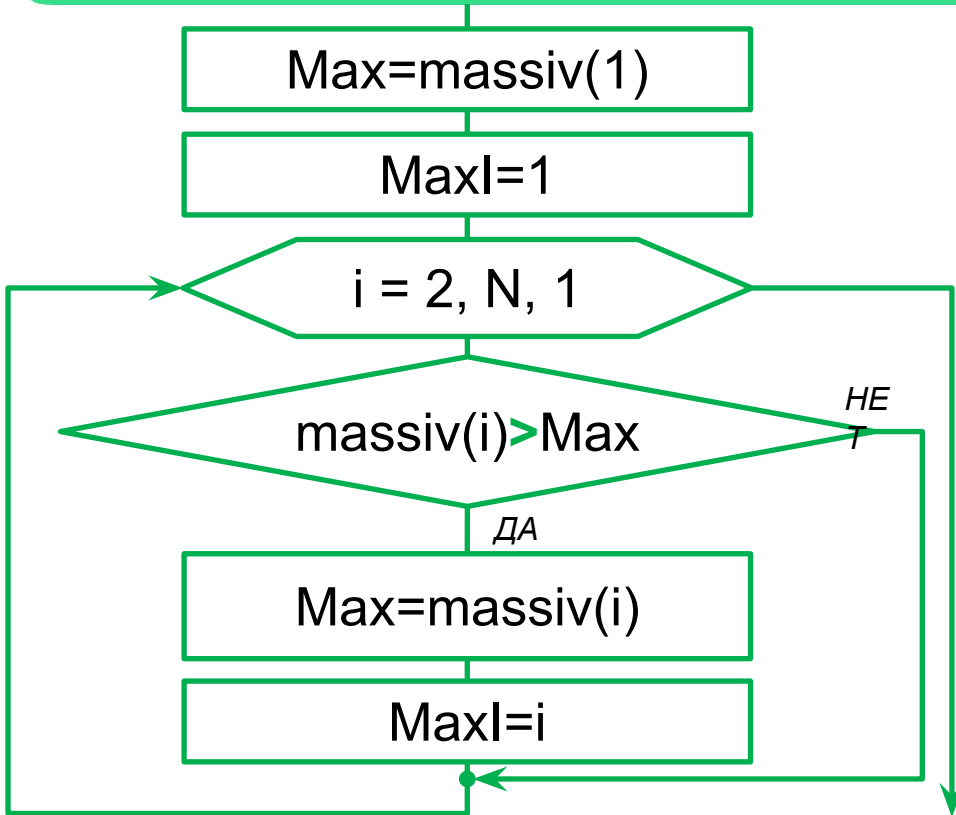 Max=massiv(1)
MaxI=1
i = 2, N, 1
massiv(i)>Max
НЕ
Т
ДА
Max=massiv(i)
MaxI=i